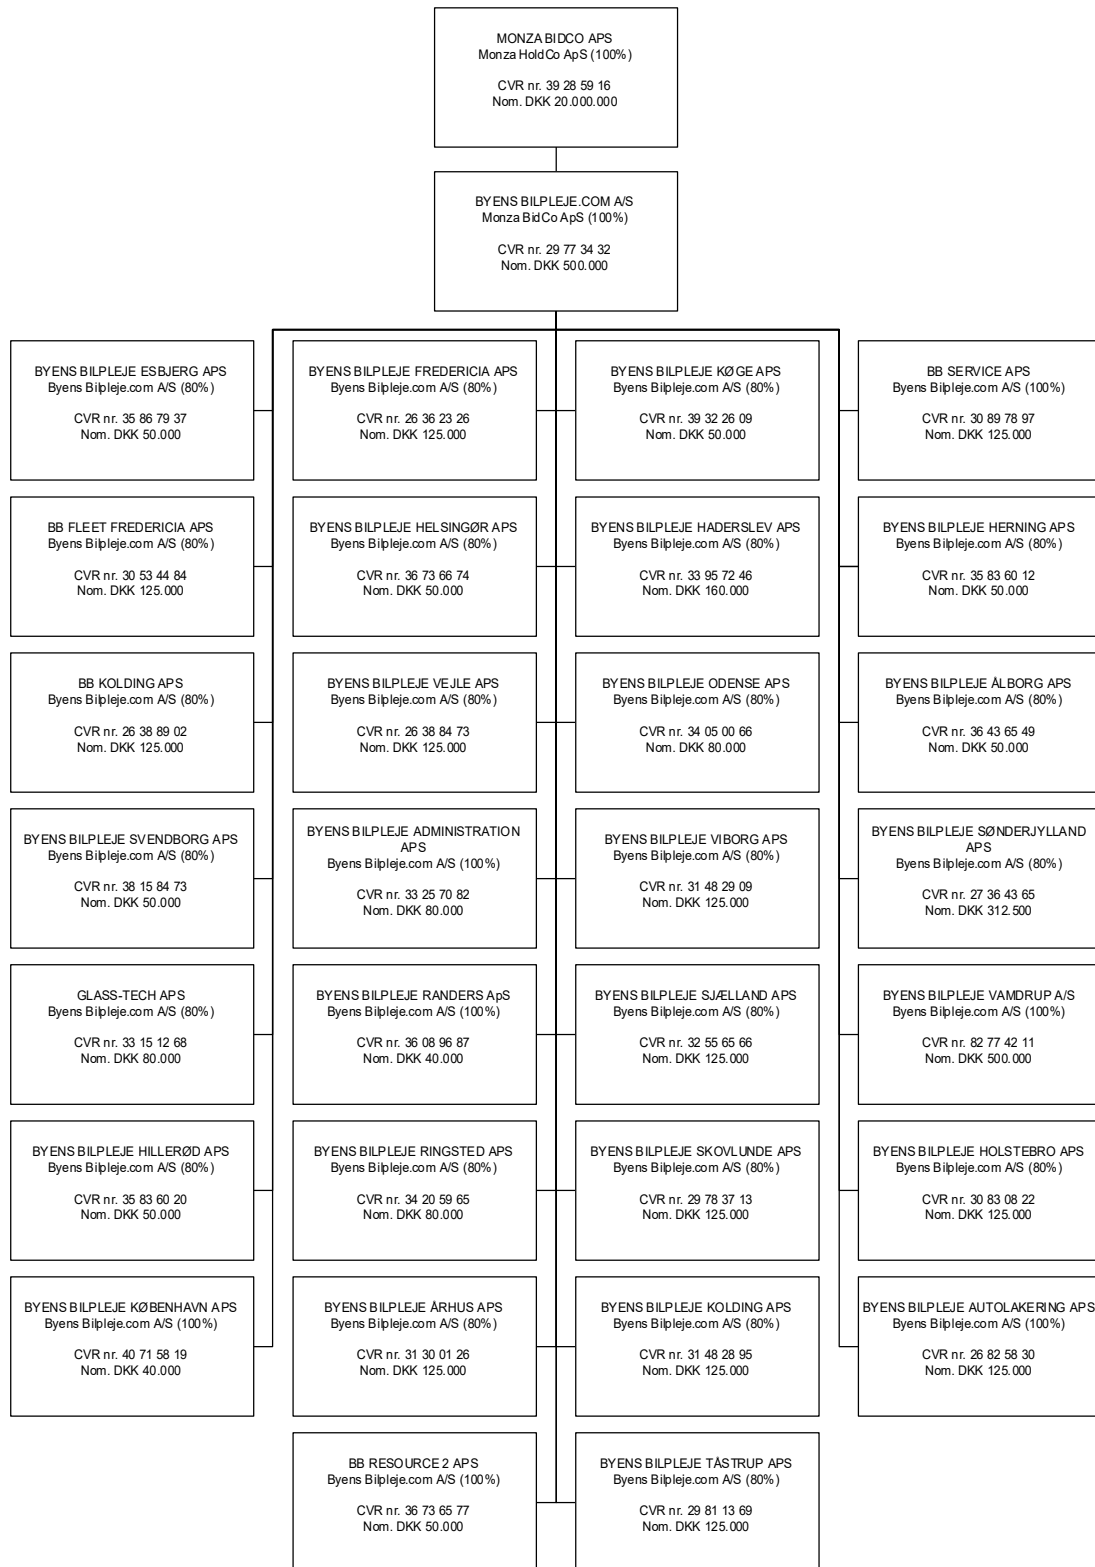 MONZA BIDCO APS
Monza HoldCo ApS (100%)
CVR nr. 39 28 59 16
Nom. DKK 20.000.000
BYENS BILPLEJE.COM A/S
Monza BidCo ApS (100%)
CVR nr. 29 77 34 32
Nom. DKK 500.000
BYENS BILPLEJE ESBJERG APS
Byens Bilpleje.com A/S (80%)
CVR nr. 35 86 79 37
Nom. DKK 50.000
BYENS BILPLEJE FREDERICIA APS
Byens Bilpleje.com A/S (80%)
CVR nr. 26 36 23 26
Nom. DKK 125.000
BYENS BILPLEJE KØGE APS
Byens Bilpleje.com A/S (80%)
CVR nr. 39 32 26 09
Nom. DKK 50.000
BB SERVICE APS
Byens Bilpleje.com A/S (100%)
CVR nr. 30 89 78 97
Nom. DKK 125.000
BB FLEET FREDERICIA APS
Byens Bilpleje.com A/S (80%)
CVR nr. 30 53 44 84
Nom. DKK 125.000
BYENS BILPLEJE HELSINGØR APS
Byens Bilpleje.com A/S (80%)
CVR nr. 36 73 66 74
Nom. DKK 50.000
BYENS BILPLEJE HADERSLEV APS
Byens Bilpleje.com A/S (80%)
CVR nr. 33 95 72 46
Nom. DKK 160.000
BYENS BILPLEJE HERNING APS
Byens Bilpleje.com A/S (80%)
CVR nr. 35 83 60 12
Nom. DKK 50.000
BB KOLDING APS
Byens Bilpleje.com A/S (80%)
CVR nr. 26 38 89 02
Nom. DKK 125.000
BYENS BILPLEJE VEJLE APS
Byens Bilpleje.com A/S (80%)
CVR nr. 26 38 84 73
Nom. DKK 125.000
BYENS BILPLEJE ODENSE APS
Byens Bilpleje.com A/S (80%)
CVR nr. 34 05 00 66
Nom. DKK 80.000
BYENS BILPLEJE ÅLBORG APS
Byens Bilpleje.com A/S (80%)
CVR nr. 36 43 65 49
Nom. DKK 50.000
BYENS BILPLEJE SVENDBORG APS
Byens Bilpleje.com A/S (80%)
CVR nr. 38 15 84 73
Nom. DKK 50.000
BYENS BILPLEJE ADMINISTRATION
APS
Byens Bilpleje.com A/S (100%)
CVR nr. 33 25 70 82
Nom. DKK 80.000
BYENS BILPLEJE VIBORG APS
Byens Bilpleje.com A/S (80%)
CVR nr. 31 48 29 09
Nom. DKK 125.000
BYENS BILPLEJE SØNDERJYLLAND
APS
Byens Bilpleje.com A/S (80%)
CVR nr. 27 36 43 65
Nom. DKK 312.500
GLASS-TECH APS
Byens Bilpleje.com A/S (80%)
CVR nr. 33 15 12 68
Nom. DKK 80.000
BYENS BILPLEJE RANDERS ApS
Byens Bilpleje.com A/S (100%)
CVR nr. 36 08 96 87
Nom. DKK 40.000
BYENS BILPLEJE SJÆLLAND APS
Byens Bilpleje.com A/S (80%)
CVR nr. 32 55 65 66
Nom. DKK 125.000
BYENS BILPLEJE VAMDRUP A/S
Byens Bilpleje.com A/S (100%)
CVR nr. 82 77 42 11
Nom. DKK 500.000
BYENS BILPLEJE HILLERØD APS
Byens Bilpleje.com A/S (80%)
CVR nr. 35 83 60 20
Nom. DKK 50.000
BYENS BILPLEJE RINGSTED APS
Byens Bilpleje.com A/S (80%)
CVR nr. 34 20 59 65
Nom. DKK 80.000
BYENS BILPLEJE SKOVLUNDE APS
Byens Bilpleje.com A/S (80%)
CVR nr. 29 78 37 13
Nom. DKK 125.000
BYENS BILPLEJE HOLSTEBRO APS
Byens Bilpleje.com A/S (80%)
CVR nr. 30 83 08 22
Nom. DKK 125.000
BYENS BILPLEJE KØBENHAVN APS
Byens Bilpleje.com A/S (100%)
CVR nr. 40 71 58 19
Nom. DKK 40.000
BYENS BILPLEJE ÅRHUS APS
Byens Bilpleje.com A/S (80%)
CVR nr. 31 30 01 26
Nom. DKK 125.000
BYENS BILPLEJE KOLDING APS
Byens Bilpleje.com A/S (80%)
CVR nr. 31 48 28 95
Nom. DKK 125.000
BYENS BILPLEJE AUTOLAKERING APS
Byens Bilpleje.com A/S (100%)
CVR nr. 26 82 58 30
Nom. DKK 125.000
BB RESOURCE 2 APS
Byens Bilpleje.com A/S (100%)
CVR nr. 36 73 65 77
Nom. DKK 50.000
BYENS BILPLEJE TÅSTRUP APS
Byens Bilpleje.com A/S (80%)
CVR nr. 29 81 13 69
Nom. DKK 125.000